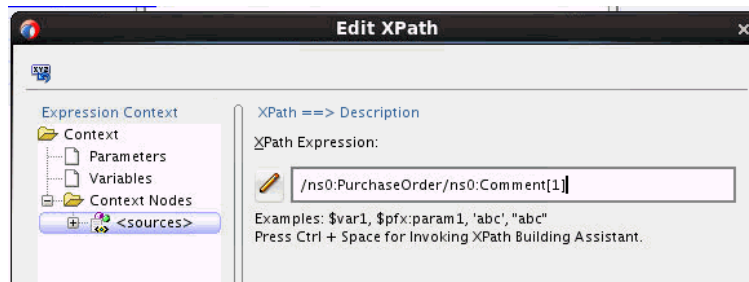 Edit XPath
Expression Context
Context
Parameters
Variables
Context Nodes
<sources>
XPath ==> Description
XPath Expression:
/ns0:PurchaseOrder/ns0:Comment[1]
Examples: $var1, $pfx:param1, 'abc', "abc"
Press Ctrl + Space for Invoking XPath Building Assistant.